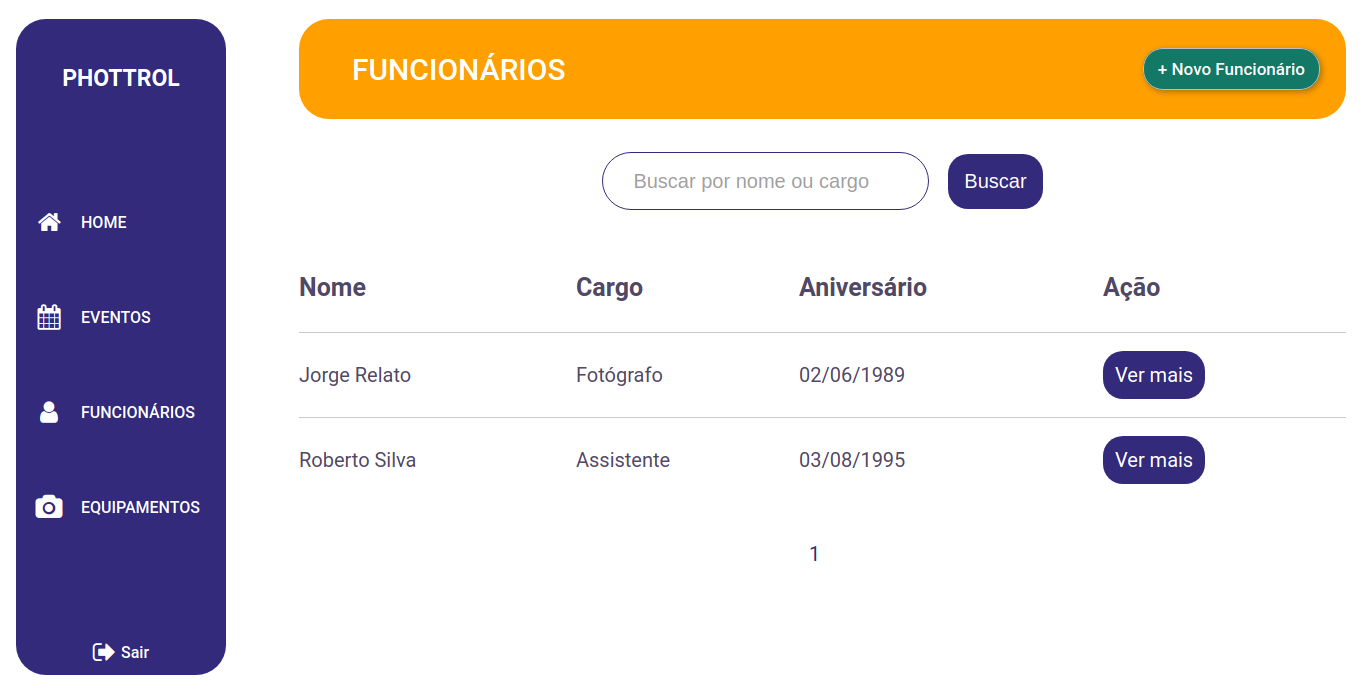 PHOTTROL
HOME
EVENTOS
FUNCIONÁRIOS
EQUIPAMENTOS
Sair
FUNCIONÁRIOS
+ Novo Funcionário
Buscar por nome ou cargo
Buscar
Nome Cargo Aniversário Ação
Jorge Relato Fotógrafo 02/06/1989 Ver mais
Roberto Silva Assistente 03/08/1995 Ver mais
1